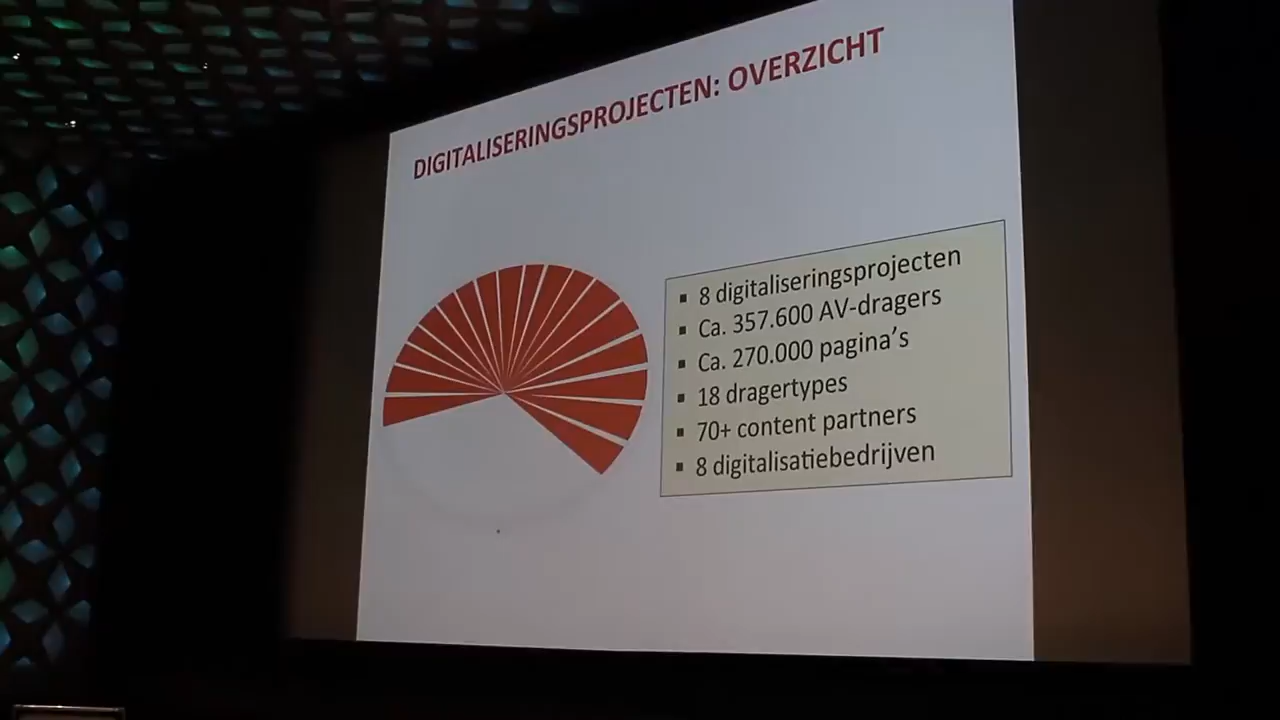 DIGITALISERINGSPROJECTEN: OVERZICHT
▪ 8 digitaliseringsprojecten
▪ Ca. 357.600 AV-dragers
▪ Ca. 270.000 pagina's
▪ 18 dragertypes
▪ 70+ content partners
▪ 8 digitalisatiebedrijven